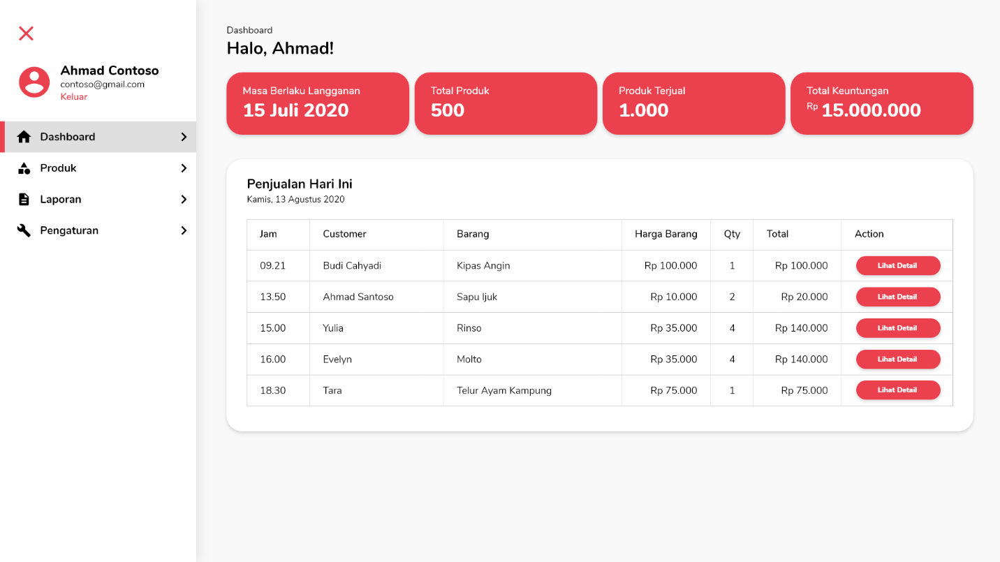 Ahmad Contoso
contoso@gmail.com
Keluar
Dashboard
Produk
Laporan
Pengaturan
Dashboard
Halo, Ahmad!
Masa Berlaku Langganan
15 Juli 2020
Total Produk
500
Produk Terjual
1.000
Total Keuntungan
Rp 15.000.000
Penjualan Hari Ini
Kamis, 13 Agustus 2020
Jam Customer Barang Harga Barang Qty Total Action
09.21 Budi Cahyadi Kipas Angin Rp 100.000 1 Rp 100.000 Lihat Detail
13.50 Ahmad Santoso Sapu Ijuk Rp 10.000 2 Rp 20.000 Lihat Detail
15.00 Yulia Rinso Rp 35.000 4 Rp 140.000 Lihat Detail
16.00 Evelyn Molto Rp 35.000 4 Rp 140.000 Lihat Detail
18.30 Tara Telur Ayam Kampung Rp 75.000 1 Rp 75.000 Lihat Detail